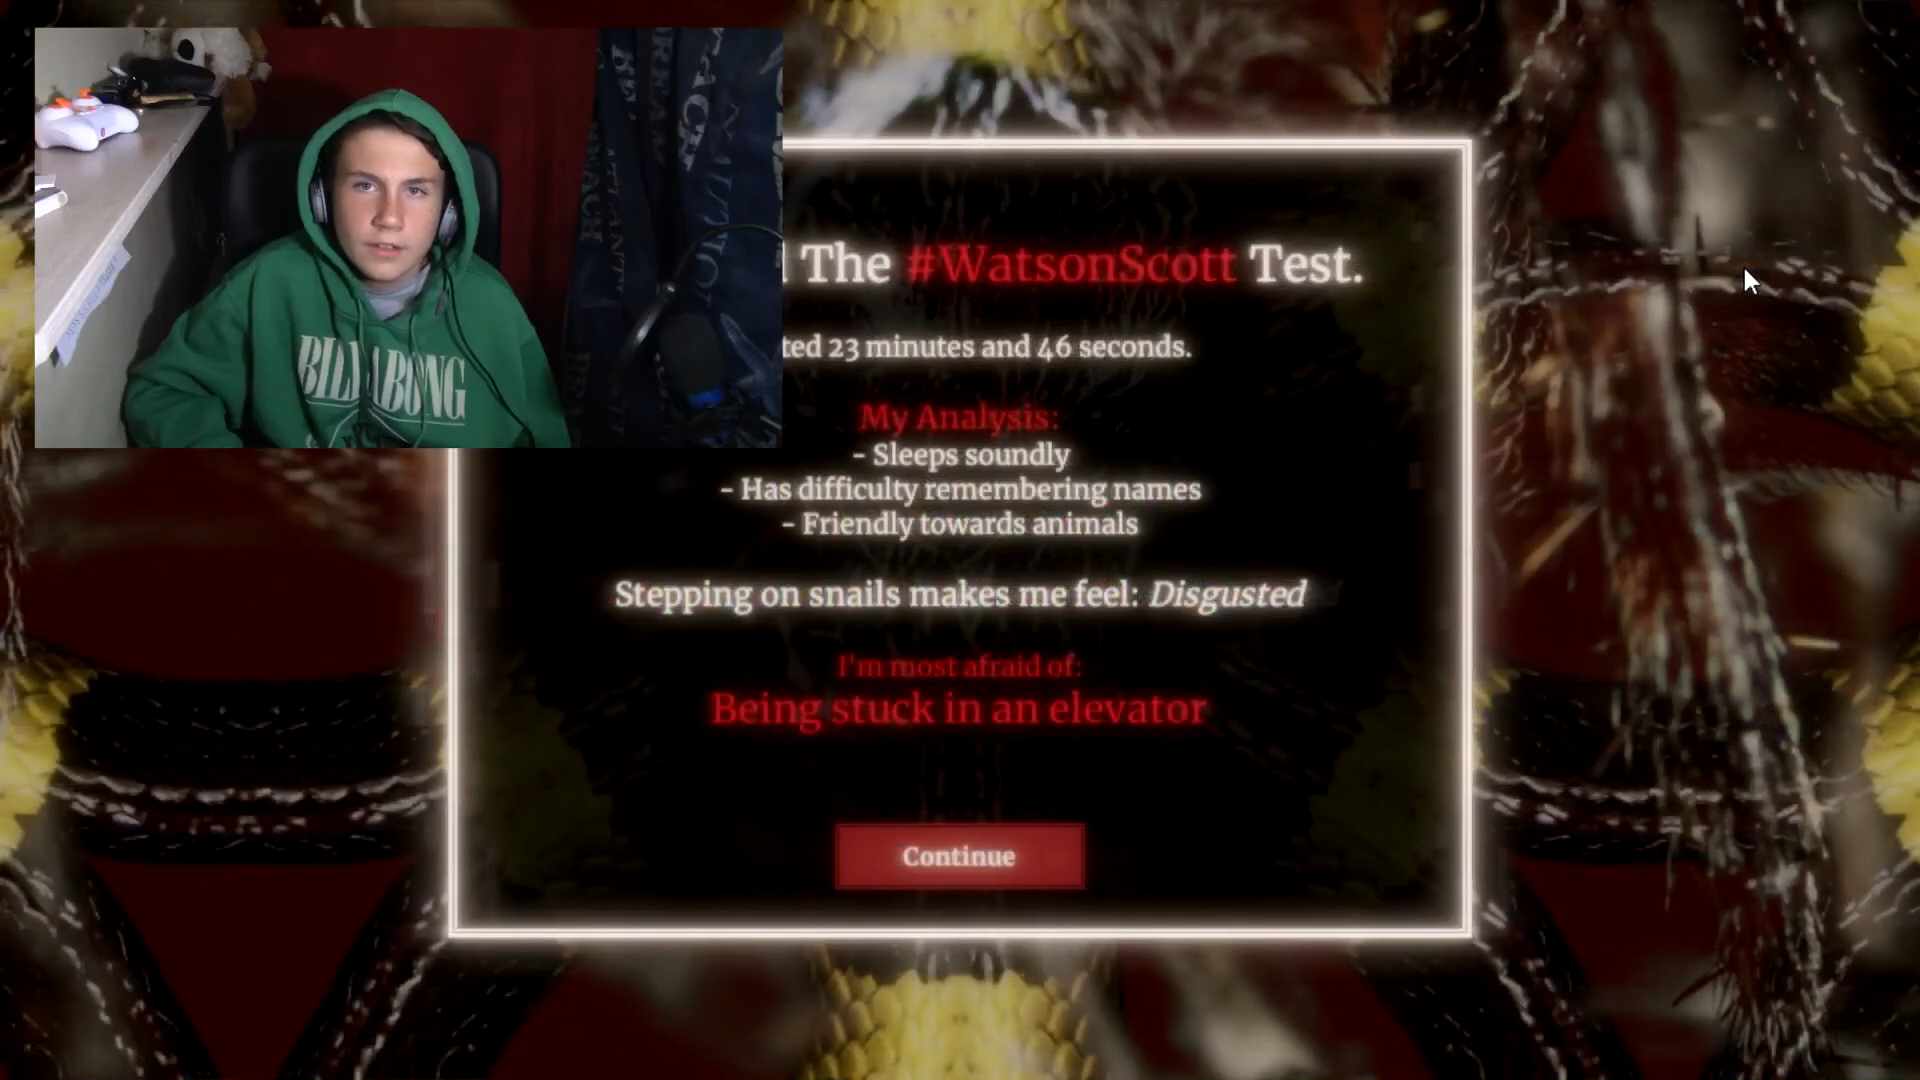 BILLABONG
The #WatsonScott Test.
23 minutes and 46 seconds.
My Analysis:
- Sleeps soundly
- Has difficulty remembering names
- Friendly towards animals
Stepping on snails makes me feel: Disgusted
I'm most afraid of:
Being stuck in an elevator
Continue